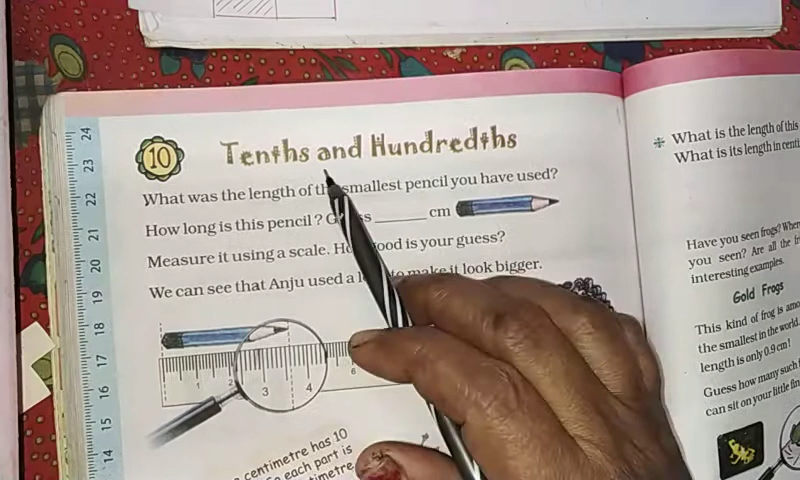 10
Tenths and Hundredths
What was the length of smallest pencil you have used?
How long is this pencil ? ______ cm
Measure it using a scale. is your guess?
We can see that Anju used a make it look bigger.
1 2 3 4 6
centimetre has 10
each part is
24
23
22
21
20
19
18
17
16
15
14
What is the length of this
What is its length in
Have you seen frogs?
you seen? Are all the
interesting examples.
Gold Frogs
This kind of frog is
the smallest in the world
length is only 0.9 cm!
Guess how many such
can sit on your little